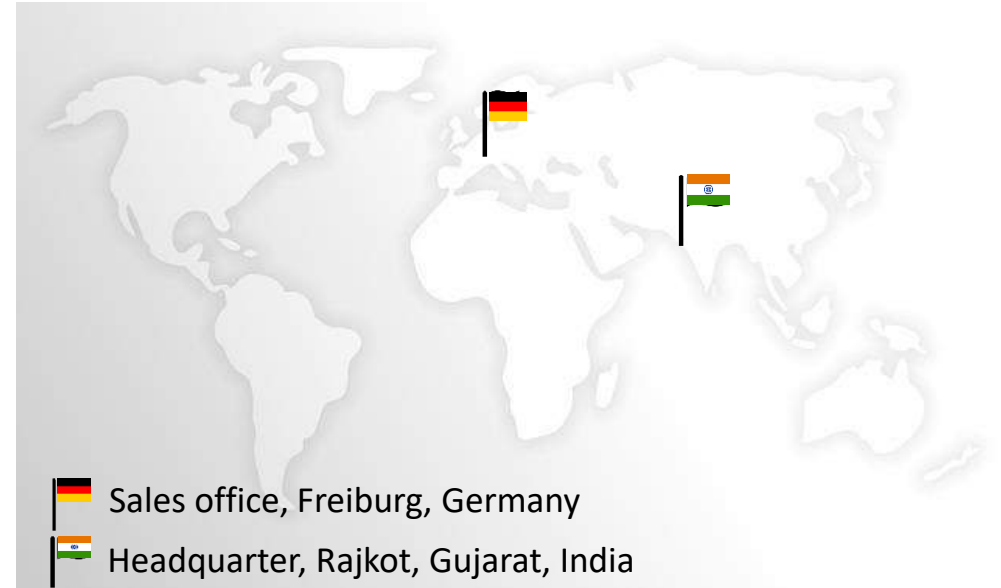 Sales office, Freiburg, Germany
Headquarter, Rajkot, Gujarat, India